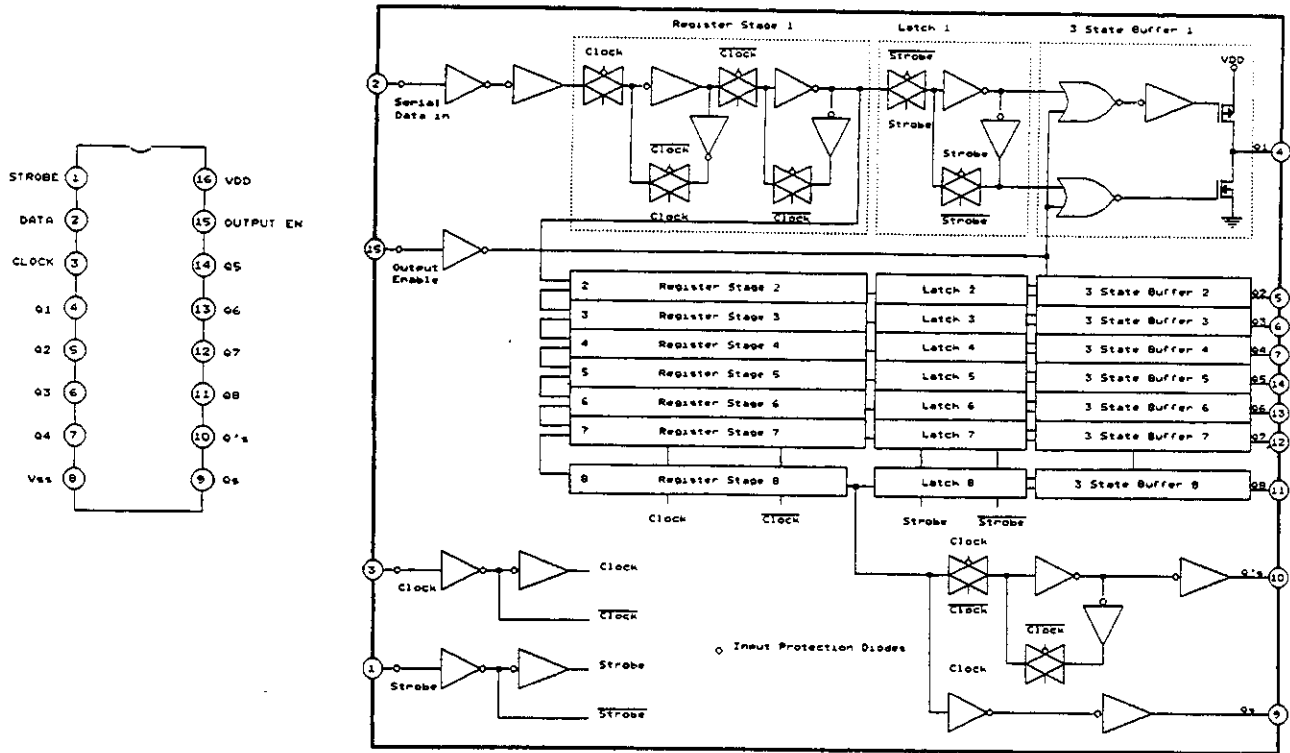 STROBE 1
DATA 2
CLOCK 3
Q1 4
Q2 5
Q3 6
Q4 7
Vss 8
16 VDD
15 OUTPUT EN
14 Q5
13 Q6
12 Q7
11 Q8
10 Q's
9 Qs
Register Stage 1
Latch 1
3 State Buffer 1
Clock
Clock
Strobe
VDD
2
Serial
Data in
Strobe
Clock
Strobe
Q1
4
Clock
Clock
Strobe
15
Output
Enable
2 Register Stage 2 Latch 2 3 State Buffer 2 Q2 5
3 Register Stage 3 Latch 3 3 State Buffer 3 Q3 6
4 Register Stage 4 Latch 4 3 State Buffer 4 Q4 7
5 Register Stage 5 Latch 5 3 State Buffer 5 Q5 14
6 Register Stage 6 Latch 6 3 State Buffer 6 Q6 13
7 Register Stage 7 Latch 7 3 State Buffer 7 Q7 12
8 Register Stage 8 Latch 8 3 State Buffer 8 Q8 11
Clock Clock Strobe Strobe
Clock
3
Clock
Clock
Q's
10
Clock
Clock
Clock
1
Strobe
Strobe
Strobe
o Input Protection Diodes
Clock
Qs
9